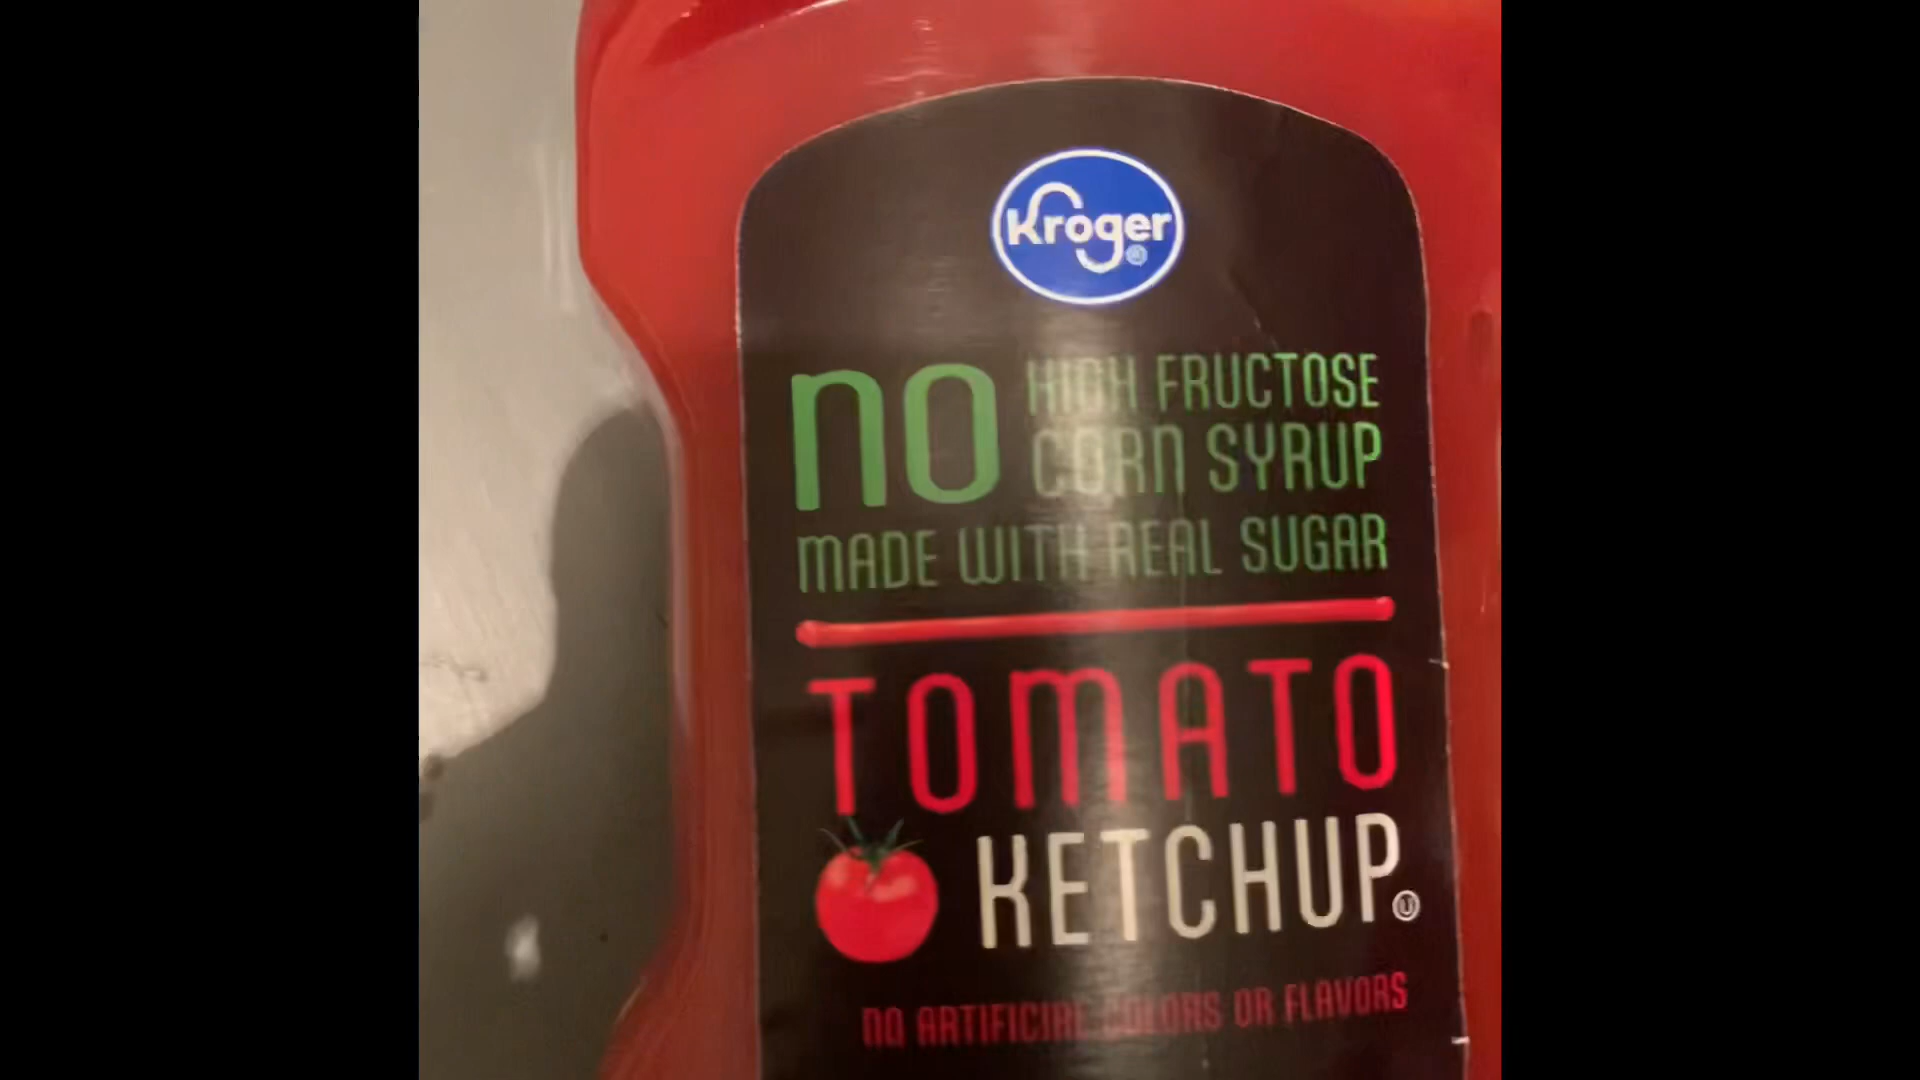 Kroger®
no HIGH FRUCTOSE
CORN SYRUP
MADE WITH REAL SUGAR
TOMATO
KETCHUP
NO ARTIFICIAL COLORS OR FLAVORS